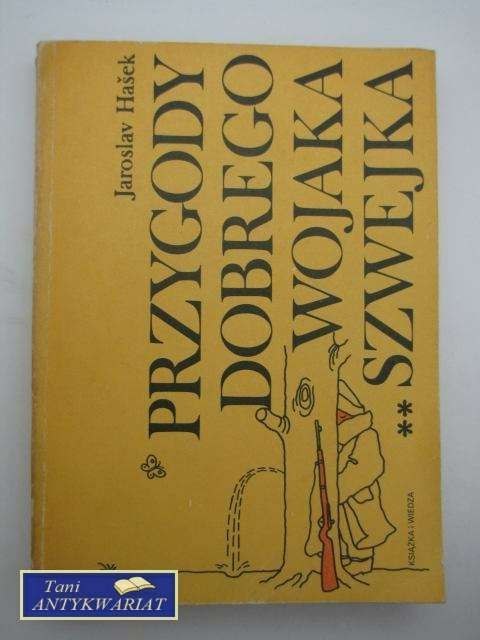 Jaroslav Hašek
PRZYGODY
DOBREGO
WOJAKA
** SZWEJKA
KSIĄŻKA i WIEDZA
Tani
ANTYKWARIAT